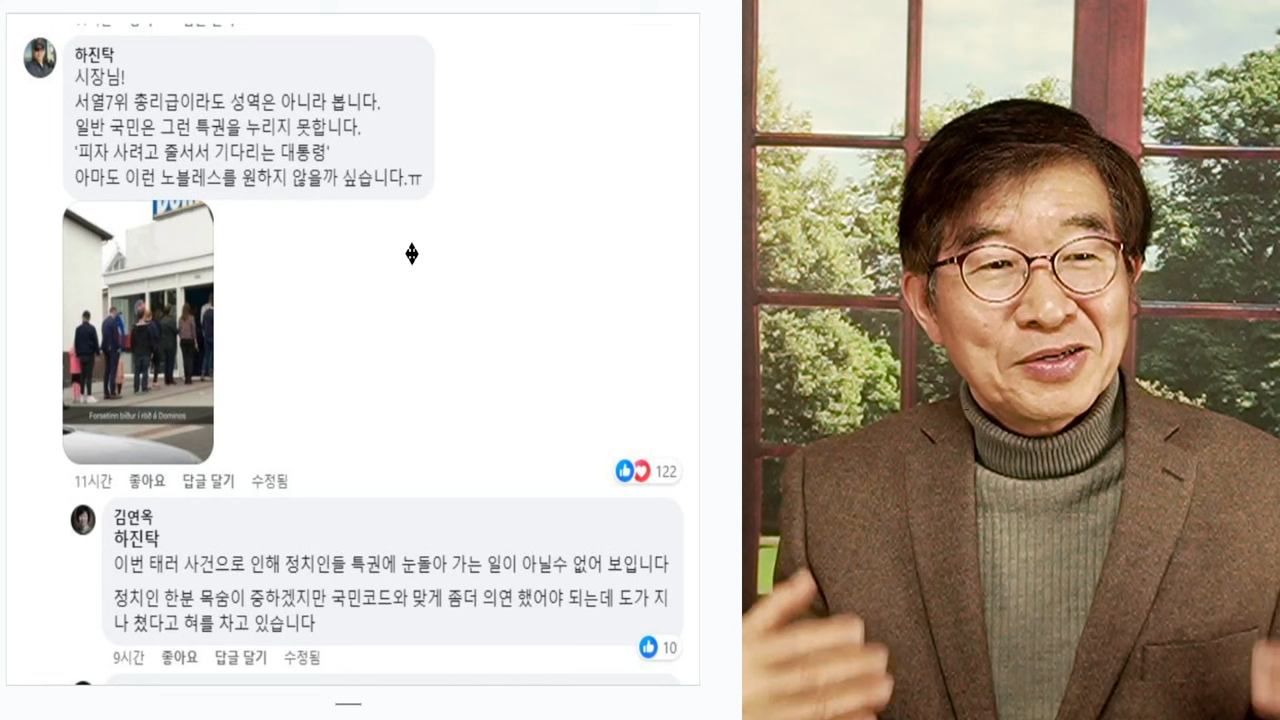 하진탁
시장님!
서열7위 총리급이라도 성역은 아니라 봅니다.
일반 국민은 그런 특권을 누리지 못합니다.
'피자 사려고 줄서서 기다리는 대통령'
아마도 이런 노블레스를 원하지 않을까 싶습니다.ㅠ
Forsetinn bíður í röð á Dominos
11시간 좋아요 답글 달기 수정됨
122
김연옥
하진탁
이번 태러 사건으로 인해 정치인들 특권에 눈돌아 가는 일이 아닐수 없어 보입니다
정치인 한분 목숨이 중하겠지만 국민코드와 맞게 좀더 의연 했어야 되는데 도가 지
나 쳤다고 혀를 차고 있습니다
10
9시간 좋아요 답글 달기 수정됨